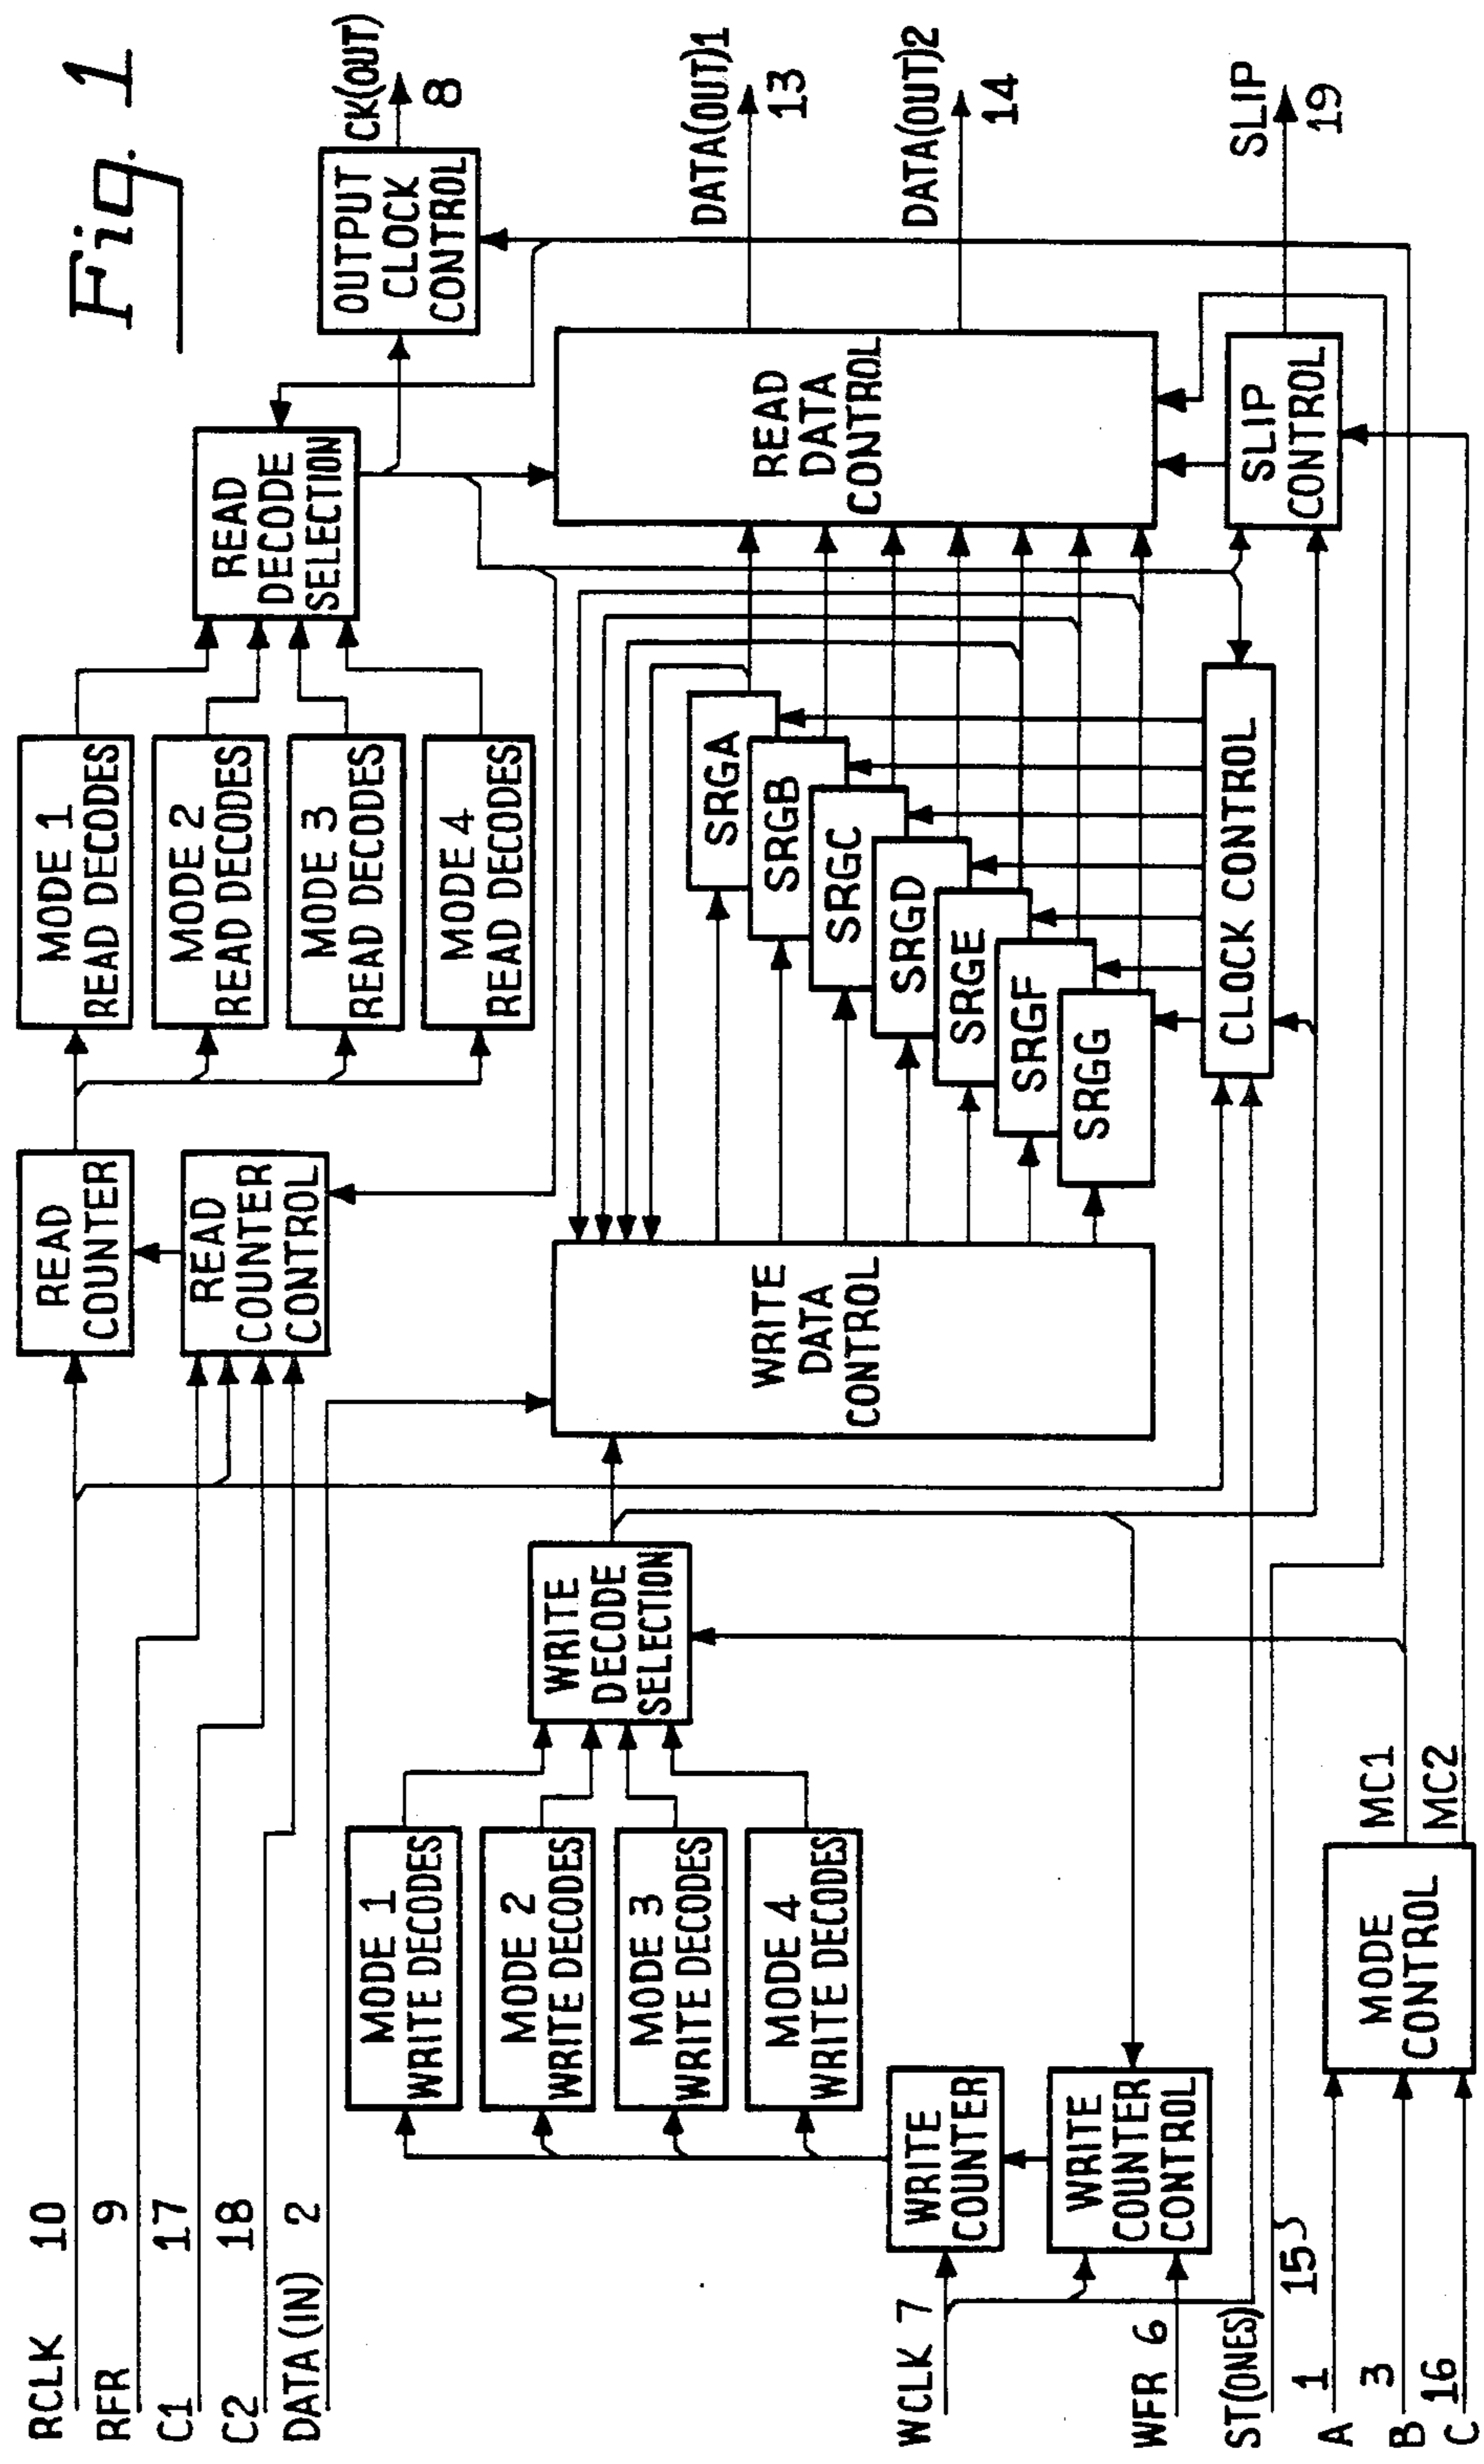 Fig. 1
RCLK 10
RFR 9
C1 17
C2 18
DATA (IN) 2
READ
COUNTER
READ
COUNTER
CONTROL
MODE 1
READ DECODES
MODE 2
READ DECODES
MODE 3
READ DECODES
MODE 4
READ DECODES
READ
DECODE
SELECTION
OUTPUT
CLOCK
CONTROL
CK(OUT)
8
MODE 1
WRITE DECODES
MODE 2
WRITE DECODES
MODE 3
WRITE DECODES
MODE 4
WRITE DECODES
WRITE
DECODE
SELECTION
WRITE
DATA
CONTROL
SRGA
SRGB
SRGC
SRGD
SRGE
SRGF
SRGG
READ
DATA
CONTROL
DATA(OUT)1
13
DATA(OUT)2
14
WCLK 7
WRITE
COUNTER
WFR 6
WRITE
COUNTER
CONTROL
CLOCK CONTROL
SLIP
CONTROL
SLIP
19
ST(ONES)
15
A 1
B 3
C 16
MODE
CONTROL
MC1
MC2